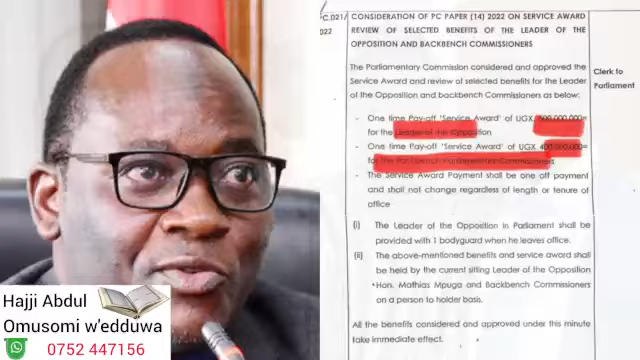 C.D21/
022
CONSIDERATION OF PC PAPER (14) 2022 ON SERVICE AWARD
REVIEW OF SELECTED BENEFITS OF THE LEADER OF THE
OPPOSITION AND BACKBENCH COMMISSIONERS
The Parliamentary Commission considered and approved the
Service Award and review of selected benefits for the Leader
of the Opposition and backbench Commissioners as below;
Clerk to
Parliament
- One time Pay-off 'Service Award' of UGX 500,000,000=
for the Leader of the Opposition
- One time Pay-off 'Service Award' of UGX 400,000,000=
for the Backbench Parliamentary Commissioners
- The Service Award Payment shall be one off payment
and shall not change regardless of length or tenure of
office
(i) The Leader of the Opposition in Parliament shall be
provided with 1 bodyguard when he leaves office.
(ii) The above-mentioned benefits and service award shall
be held by the current sitting Leader of the Opposition
Hon. Mathias Mpuga and Backbench Commissioners
on a person to holder basis.
All the benefits considered and approved under this minute
take immediate effect.
Hajji Abdul
Omusomi w'edduwa
0752 447156